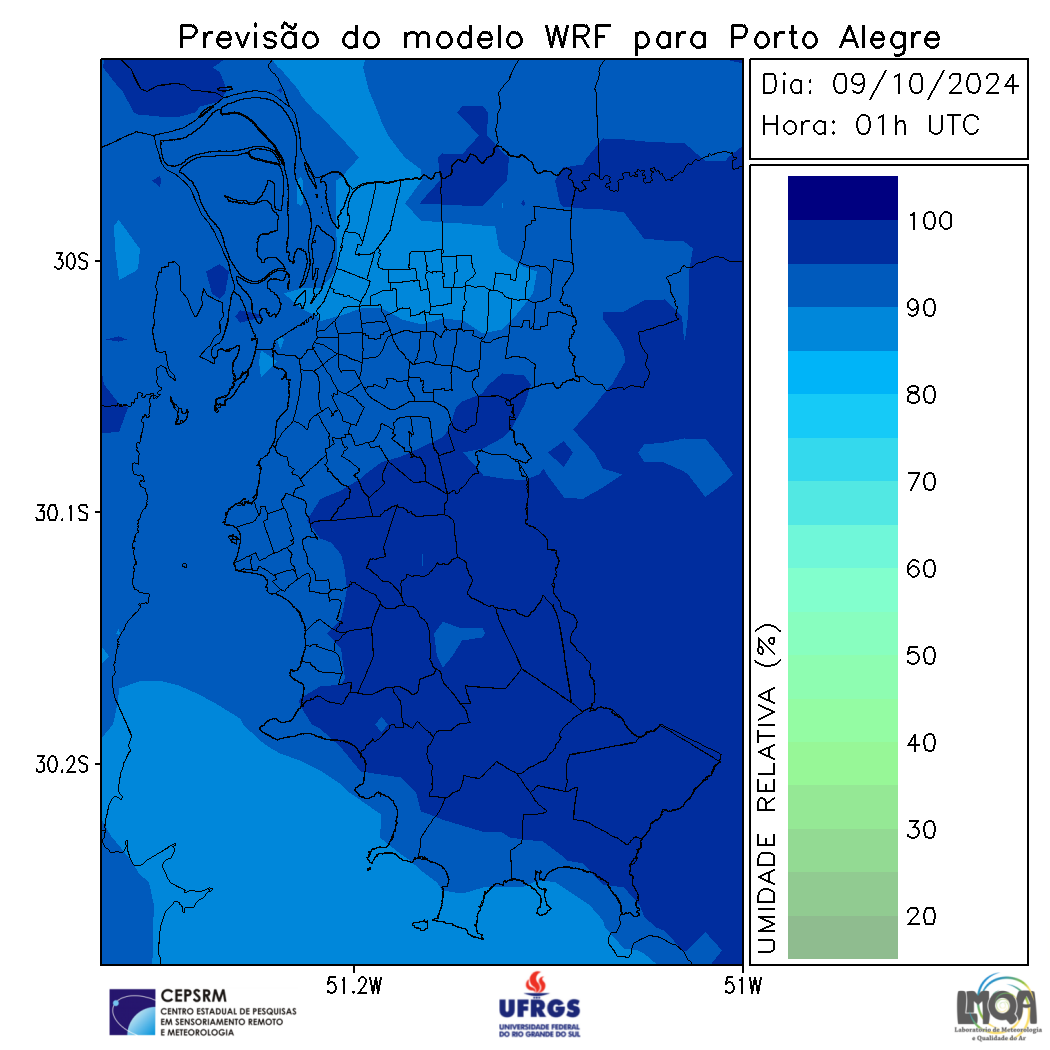 Previsão do modelo WRF para Porto Alegre
Dia: 09/10/2024
Hora: 01h UTC
30S
30.1S
30.2S
51.2W
51W
UMIDADE RELATIVA (%)
100
90
80
70
60
50
40
30
20
CEPSRM
CENTRO ESTADUAL DE PESQUISAS
EM SENSORIAMENTO REMOTO
E METEOROLOGIA
UFRGS
UNIVERSIDADE FEDERAL
DO RIO GRANDE DO SUL
LMQA
Laboratório de Meteorologia
e Qualidade do Ar